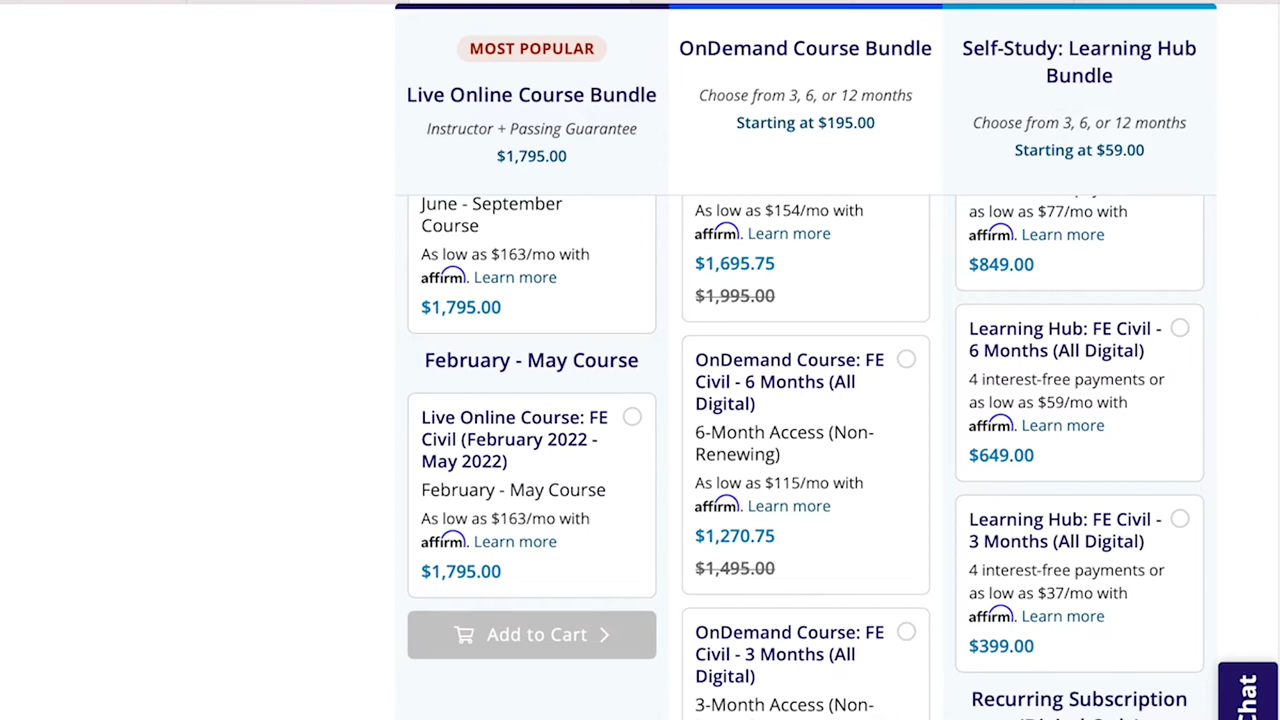 MOST POPULAR
Live Online Course Bundle
Instructor + Passing Guarantee
$1,795.00
June - September
Course
As low as $163/mo with
affirm. Learn more
$1,795.00
February - May Course
Live Online Course: FE
Civil (February 2022 -
May 2022)
February - May Course
As low as $163/mo with
affirm. Learn more
$1,795.00
Add to Cart
OnDemand Course Bundle
Choose from 3, 6, or 12 months
Starting at $195.00
As low as $154/mo with
affirm. Learn more
$1,695.75
$1,995.00
OnDemand Course: FE
Civil - 6 Months (All
Digital)
6-Month Access (Non-
Renewing)
As low as $115/mo with
affirm. Learn more
$1,270.75
$1,495.00
OnDemand Course: FE
Civil - 3 Months (All
Digital)
3-Month Access (Non-
Self-Study: Learning Hub
Bundle
Choose from 3, 6, or 12 months
Starting at $59.00
as low as $77/mo with
affirm. Learn more
$849.00
Learning Hub: FE Civil -
6 Months (All Digital)
4 interest-free payments or
as low as $59/mo with
affirm. Learn more
$649.00
Learning Hub: FE Civil -
3 Months (All Digital)
4 interest-free payments or
as low as $37/mo with
affirm. Learn more
$399.00
Recurring Subscription